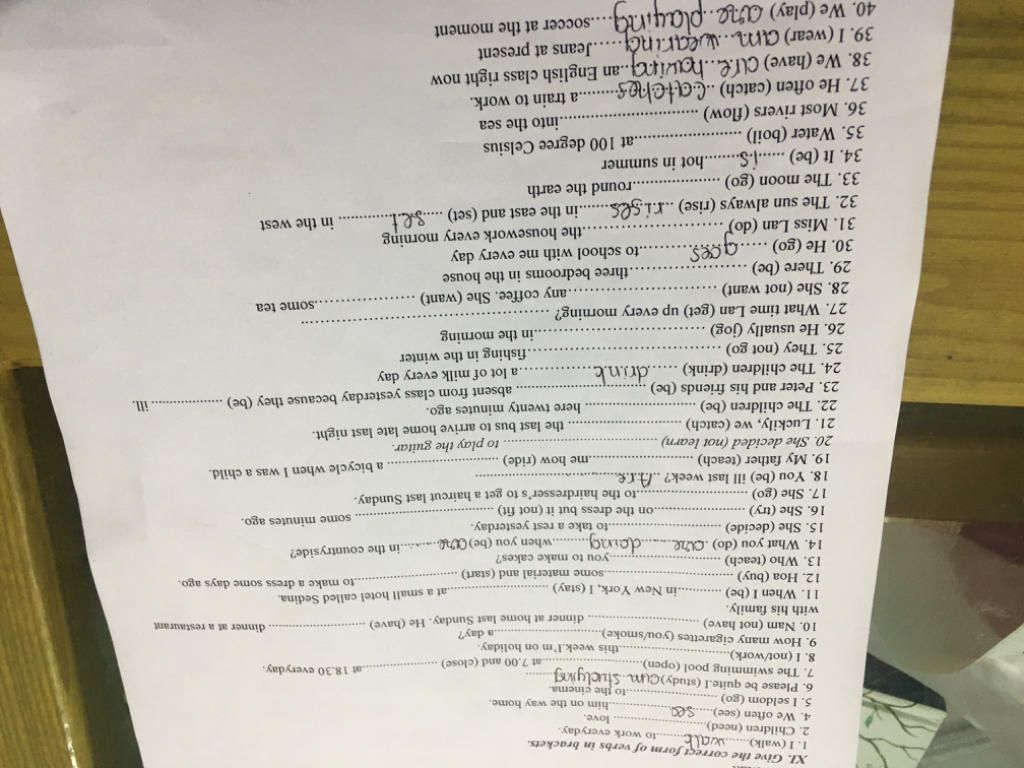 XI. Give the correct form of verbs in brackets.
1. I (walk)........walk........to work everyday.
2. Children (need)................ love.
4. We often (see).....see........him on the way home.
5. I seldom (go) ...................to the cinema.
6. Please be quite.I (study)am studying........
7. The swimming pool (open)....................at 7.00 and (close) ..................at 18.30 everyday.
8. I (not/work).....................this week.I'm on holiday.
9. How many cigarettes (you/smoke)......................a day?
10. Nam (not have) .......................... dinner at home last Sunday. He (have) ...................... dinner at a restaurant
with his family.
11. When I (be) ...........in New York, I (stay) .......................at a small hotel called Sedina.
12. Hoa (buy) ..............................some material and (start) ........................to make a dress some days ago.
13. Who (teach) .............................you to make cakes?
14. What you (do) .are.......doing..........when you (be)are.........in the countryside?
15. She (decide) ..........................to take a rest yesterday.
16. She (try) ......................on the dress but it (not fit) .............................. some minutes ago.
17. She (go) ..........................to the hairdresser's to get a haircut last Sunday.
18. You (be) ill last week? ..Are..............................
19. My father (teach) ........................me how (ride) .......................... a bicycle when I was a child.
20. She decided (not learn) .................................... to play the guitar.
21. Luckily, we (catch) .......................... the last bus to arrive home late last night.
22. The children (be) .......................... here twenty minutes ago.
23. Peter and his friends (be) .............................. absent from class yesterday because they (be) .................. ill.
24. The children (drink) ......drink................a lot of milk every day
25. They (not go) ......................................fishing in the winter
26. He usually (jog) ..................................in the morning
27. What time Lan (get) up every morning? ......................................................
28. She (not want) ..............................any coffee. She (want) ....................some tea
29. There (be) ........................three bedrooms in the house
30. He (go) .....goes..............to school with me every day
31. Miss Lan (do) ............................the housework every morning
32. The sun always (rise) ..rises........in the east and (set) .....set............... in the west
33. The moon (go) ..................round the earth
34. It (be) .....is........hot in summer
35. Water (boil) ......................at 100 degree Celsius
36. Most rivers (flow) ............................into the sea
37. He often (catch) ..catches.........a train to work.
38. We (have) are...having..an English class right now
39. I (wear) am....wearing......Jeans at present
40. We (play) are..playing....soccer at the moment